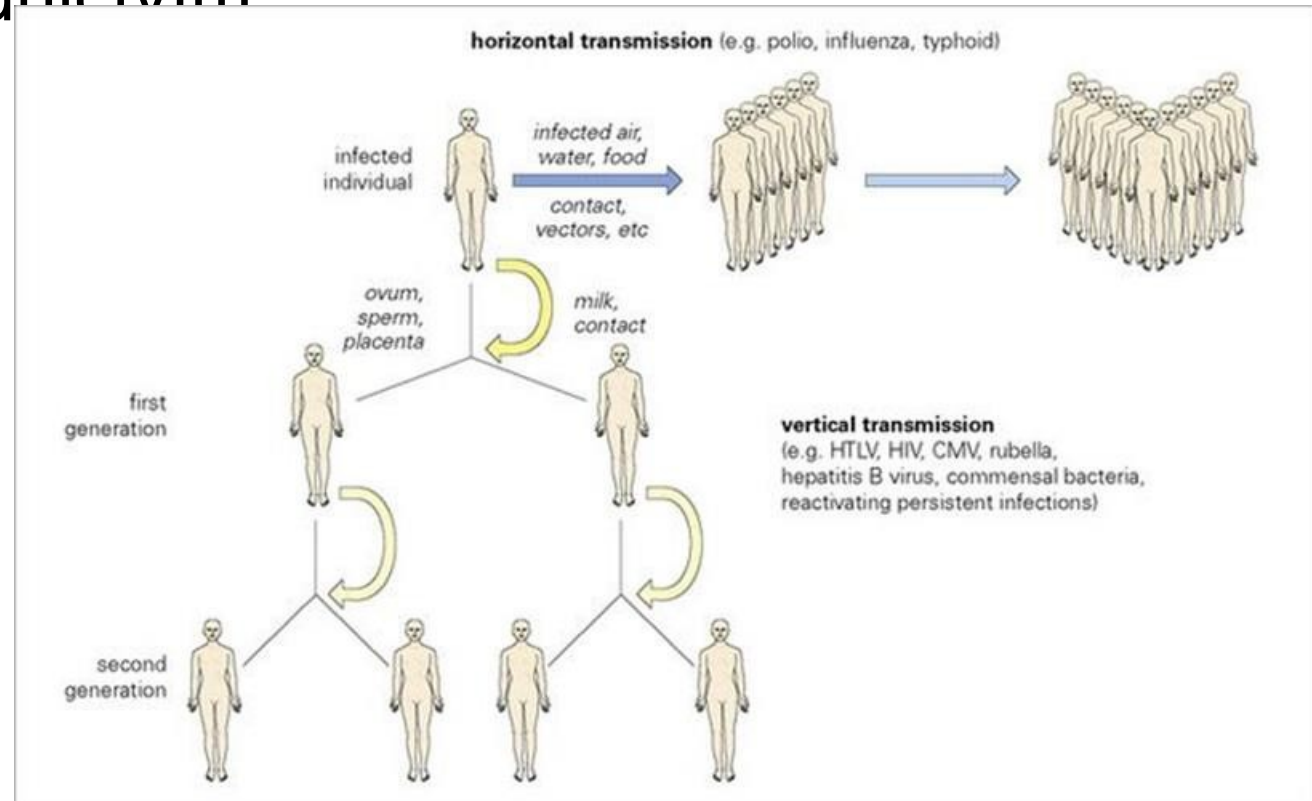 horizontal transmission (e.g. polio, influenza, typhoid)
infected air,
water, food
infected
individual
contact,
vectors, etc
ovum,
sperm,
placenta
milk,
contact
first
generation
vertical transmission
(e.g. HTLV, HIV, CMV, rubella,
hepatitis B virus, commensal bacteria,
reactivating persistent infections)
second
generation